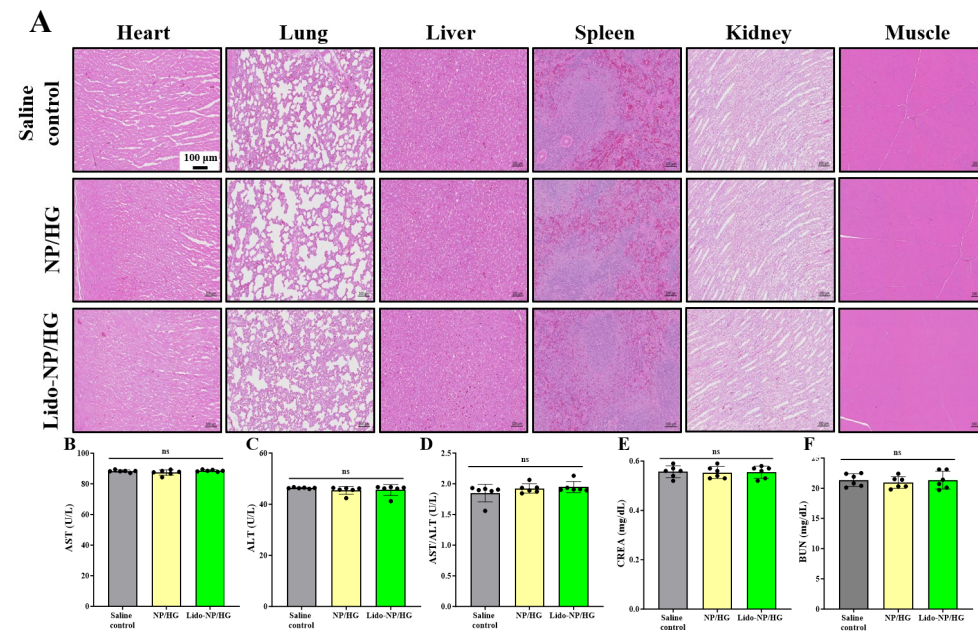 A
Heart Lung Liver Spleen Kidney Muscle
Saline
control
100 μm
NP/HG
Lido-NP/HG
B
ns
AST (U/L)
100
80
60
40
20
0
Saline
control
NP/HG
Lido-NP/HG
C
ns
ALT (U/L)
60
40
20
0
Saline
control
NP/HG
Lido-NP/HG
D
ns
AST/ALT (U/L)
2.5
2.0
1.5
1.0
0.5
0.0
Saline
control
NP/HG
Lido-NP/HG
E
ns
CREA (mg/dL)
0.6
0.4
0.2
0.0
Saline
control
NP/HG
Lido-NP/HG
F
ns
BUN (mg/dL)
25
20
15
10
5
0
Saline
control
NP/HG
Lido-NP/HG